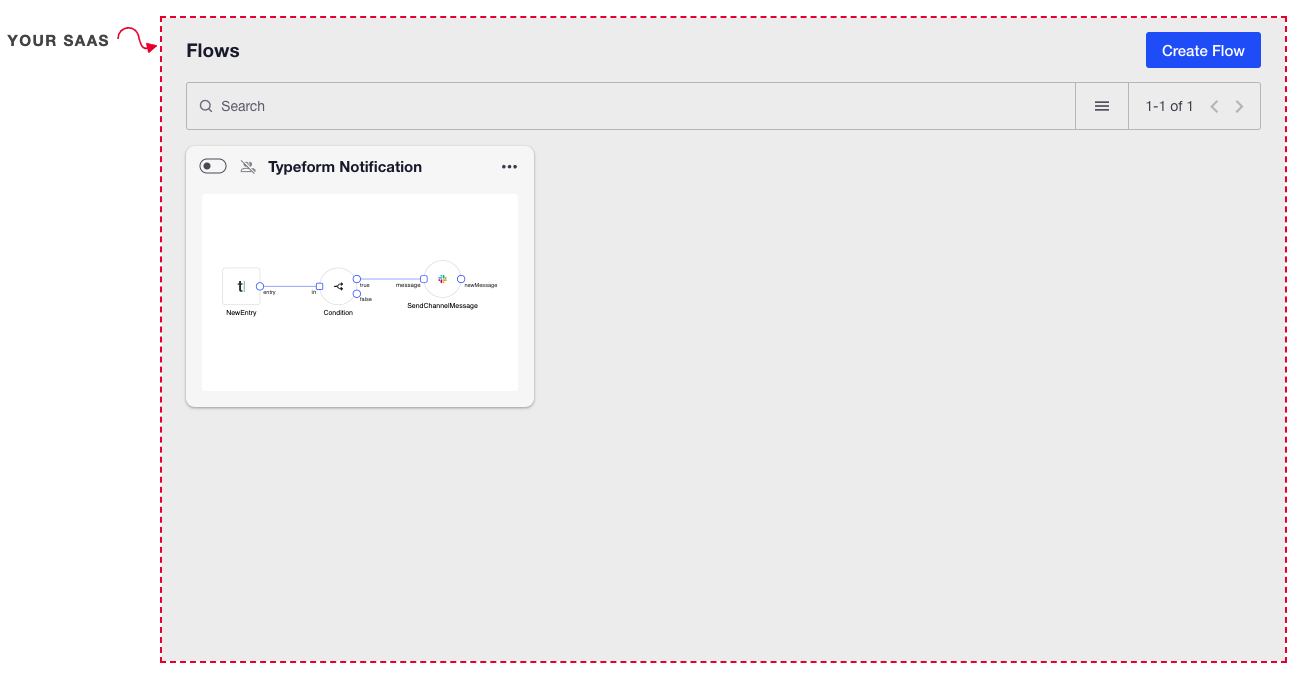 YOUR SAAS
Flows
Create Flow
Search
1-1 of 1
Typeform Notification
t
entry
in
true
false
message
newMessage
NewEntry
Condition
SendChannelMessage